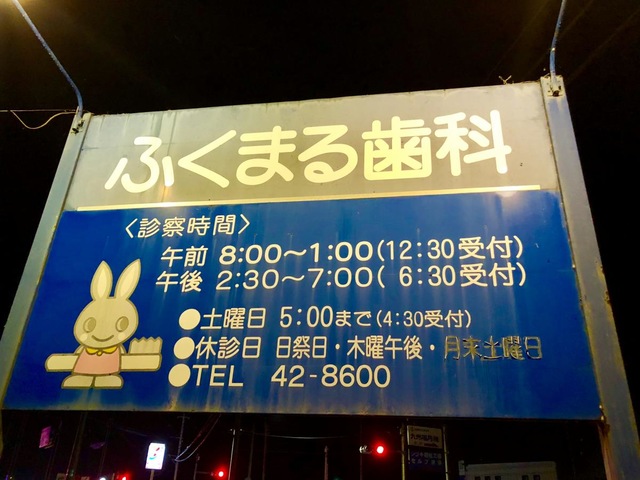 ふくまる歯科
〈診察時間〉
午前 8:00〜1:00(12:30受付)
午後 2:30〜7:00( 6:30受付)
●土曜日 5:00まで(4:30受付)
●休診日 日祭日・木曜午後・月末土曜日
●TEL 42-8600